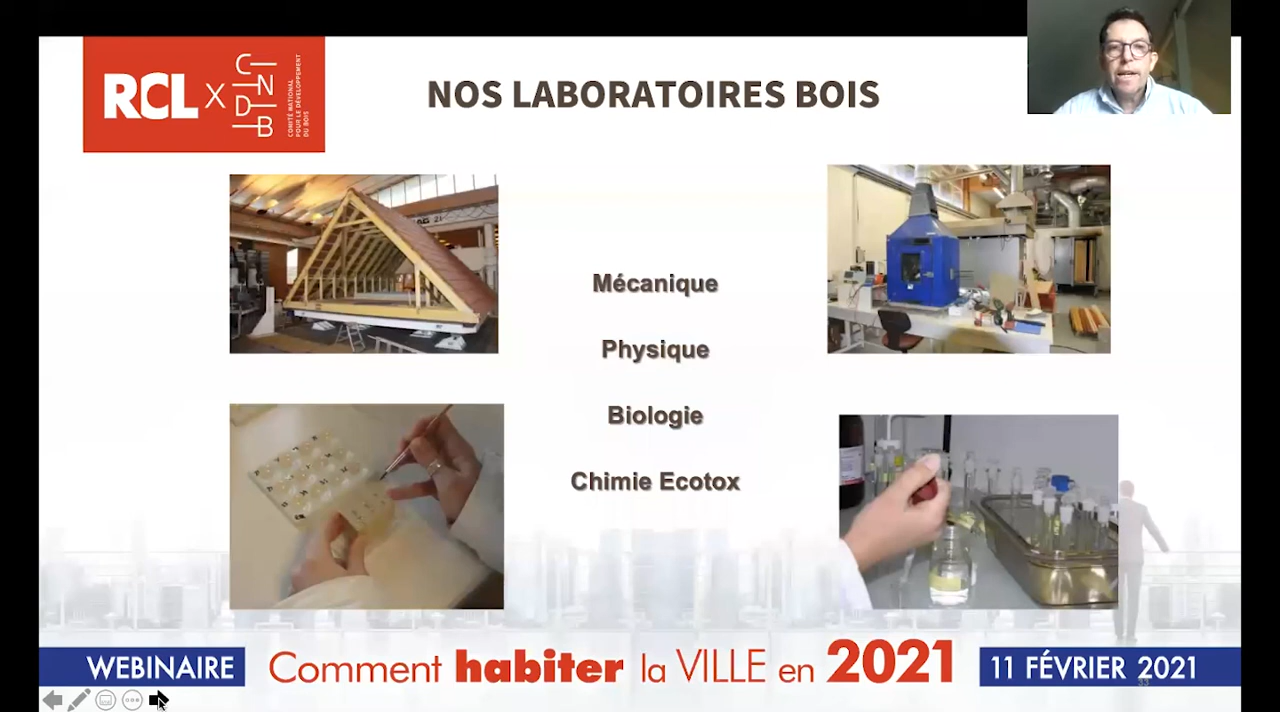 RCL x
C
N
D
B
COMITÉ NATIONAL
POUR LE DÉVELOPPEMENT
DU BOIS
NOS LABORATOIRES BOIS
Mécanique
Physique
Biologie
Chimie Ecotox
WEBINAIRE
Comment habiter la VILLE en 2021
11 FÉVRIER 2021
33